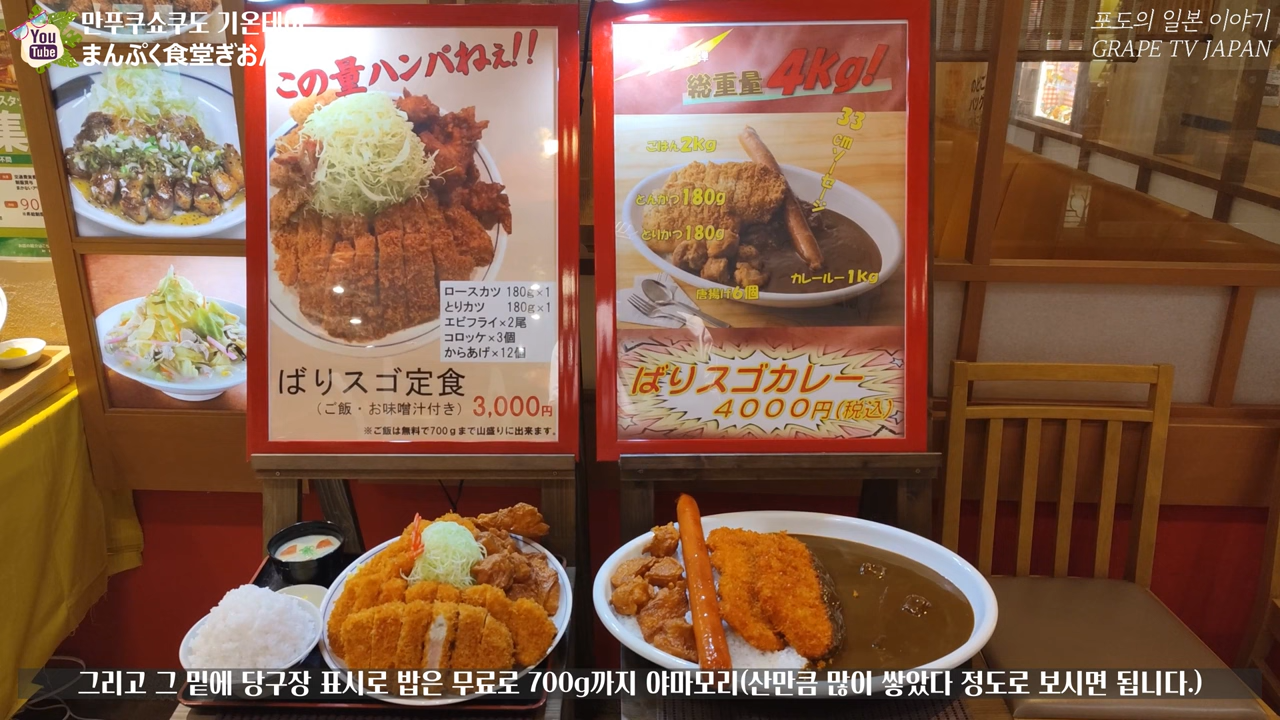 You
Tube
만푸쿠쇼쿠도 기온테이
まんぷく食堂ぎおん
포도의 일본 이야기
GRAPE TV JAPAN
この量ハンパねぇ!!
ロースカツ 180g×1
とりカツ 180g×1
エビフライ×2尾
コロッケ×3個
からあげ×12個
ばりスゴ定食
(ご飯・お味噌汁付き) 3,000円
※ご飯は無料で700gまで山盛りに出来ます。
総重量4kg!
33cmソーセージ
ごはん2kg
とんかつ180g
とりかつ180g
カレールー1kg
唐揚げ6個
ばりスゴカレー
4000円(税込)
90
그리고 그 밑에 당구장 표시로 밥은 무료로 700g까지 야마모리(산만큼 많이 쌓았다 정도로 보시면 됩니다.)